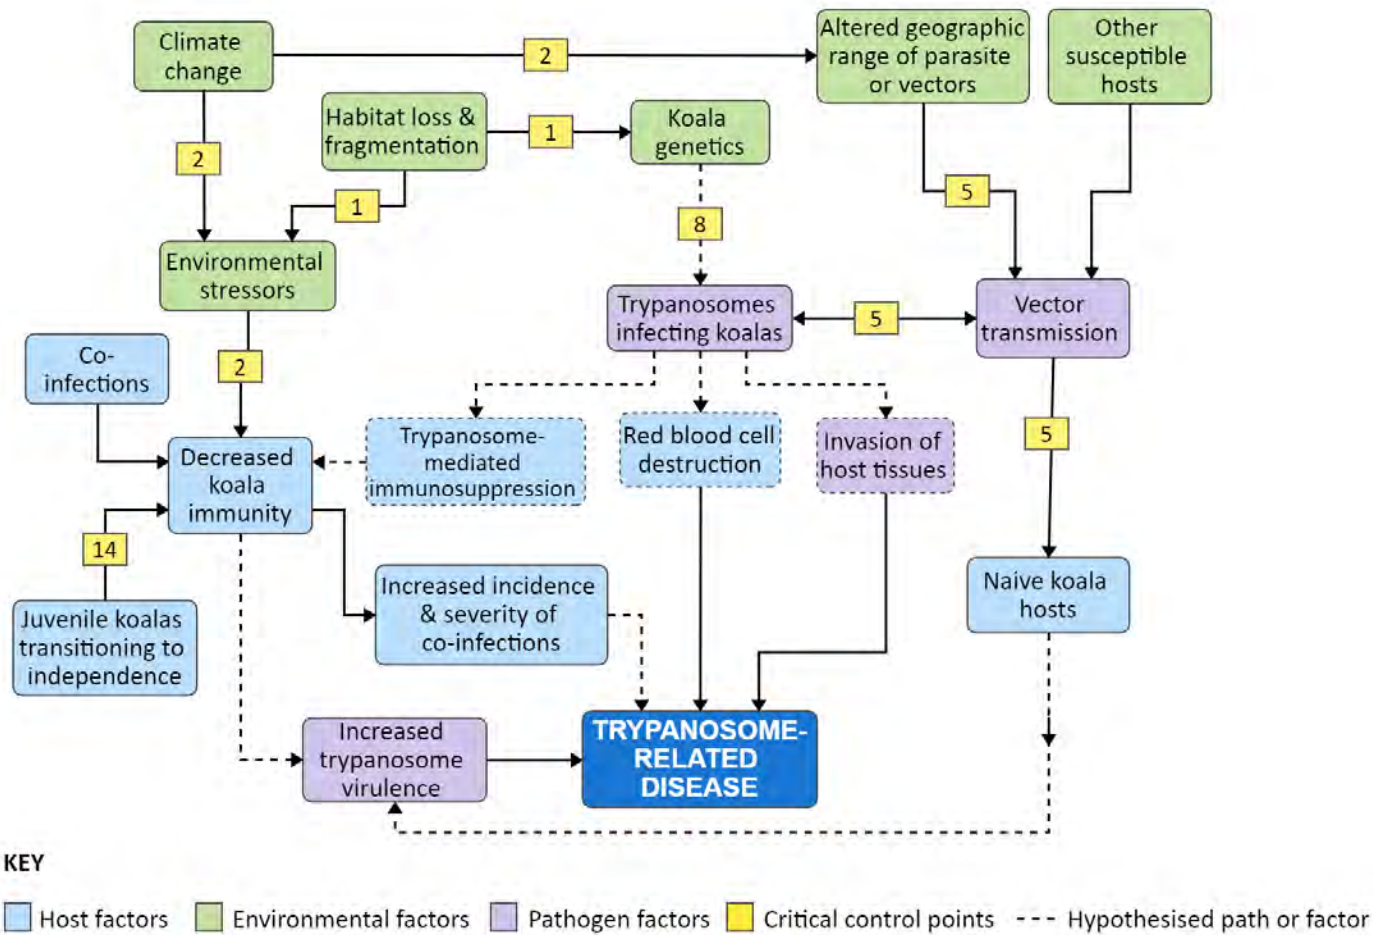 Climate
change
2
Altered geographic
range of parasite
or vectors
Other
susceptible
hosts
Habitat loss &
fragmentation
1
Koala
genetics
2
1
5
8
Environmental
stressors
Trypanosomes
infecting koalas
5
Vector
transmission
Co-
infections
2
5
Decreased
koala
immunity
Trypanosome-
mediated
immunosuppression
Red blood cell
destruction
Invasion of
host tissues
14
Juvenile koalas
transitioning to
independence
Increased incidence
& severity of
co-infections
Naive koala
hosts
Increased
trypanosome
virulence
TRYPANOSOME-
RELATED
DISEASE
KEY
Host factors
Environmental factors
Pathogen factors
Critical control points
Hypothesised path or factor